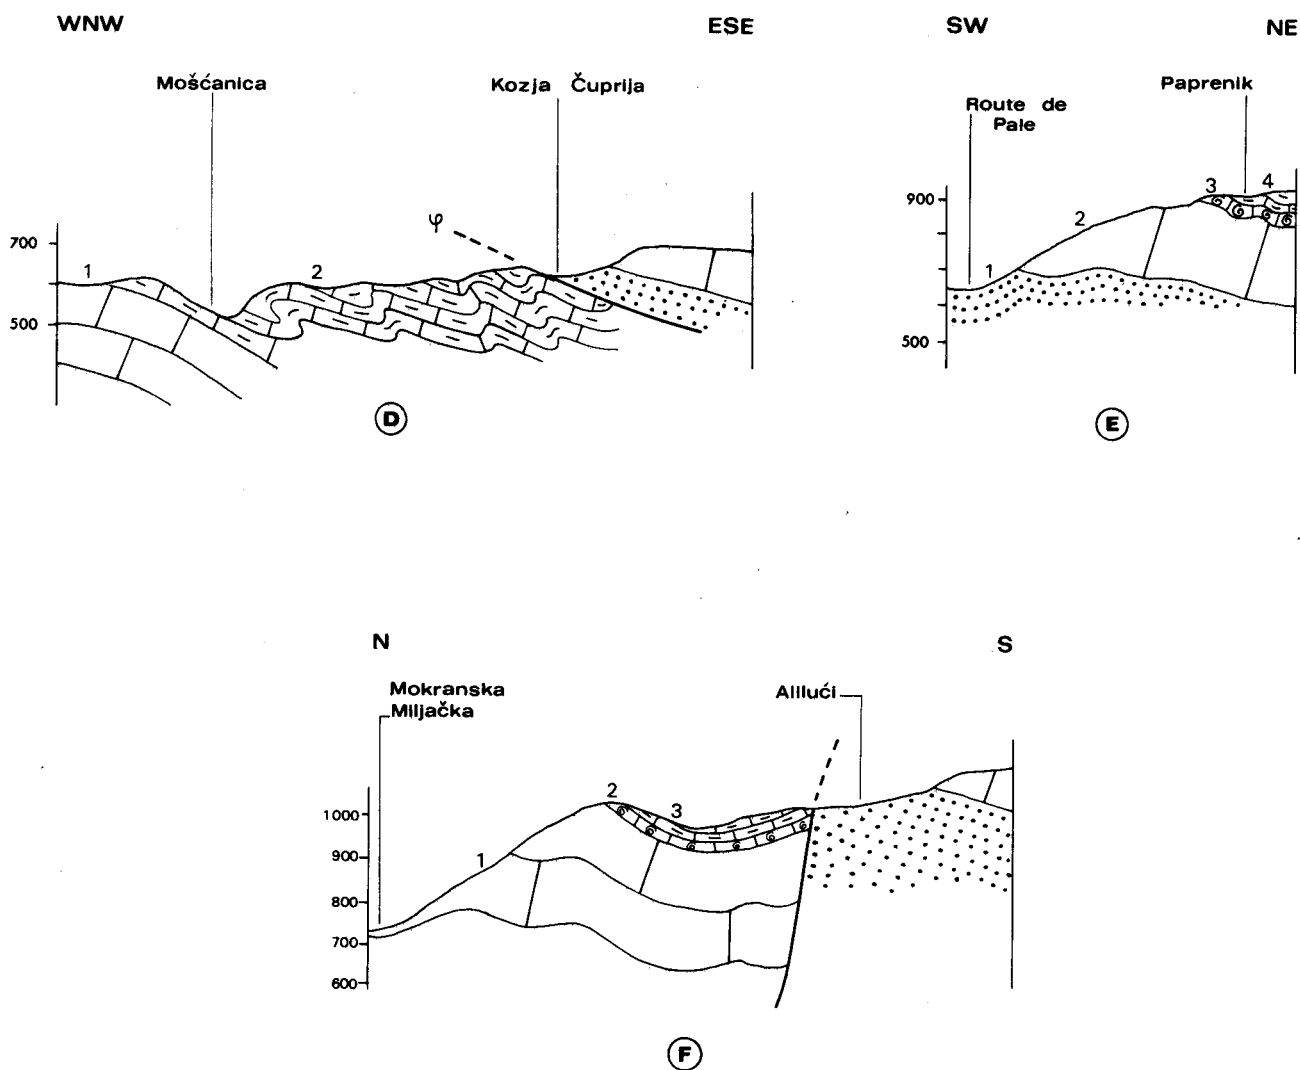 WNW
ESE
Mošćanica
Kozja Čuprija
φ
700
500
1
2
D
SW
NE
Route de
Pale
Paprenik
900
500
1
2
3
4
E
N
S
Mokranska
Miljačka
Alilući
1000
900
800
700
600
1
2
3
F